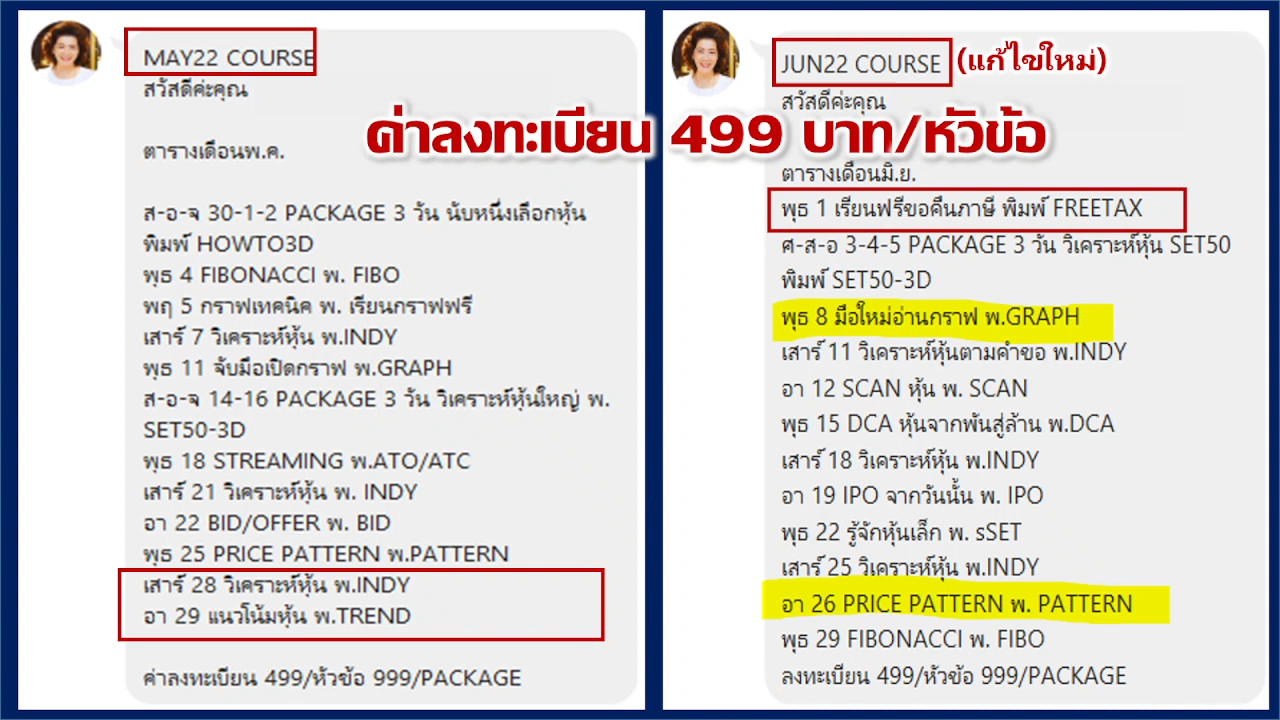 MAY22 COURSE
สวัสดีค่ะคุณ
ค่าลงทะเบียน 499 บาท/หัวข้อ
ตารางเดือนพ.ค.
ส-อ-จ 30-1-2 PACKAGE 3 วัน นับหนึ่งเลือกหุ้น
พิมพ์ HOWTO3D
พุธ 4 FIBONACCI พ. FIBO
พฤ 5 กราฟเทคนิค พ. เรียนกราฟฟรี
เสาร์ 7 วิเคราะห์หุ้น พ.INDY
พุธ 11 จับมือเปิดกราฟ พ.GRAPH
ส-อ-จ 14-16 PACKAGE 3 วัน วิเคราะห์หุ้นใหญ่ พ.
SET50-3D
พุธ 18 STREAMING พ.ATO/ATC
เสาร์ 21 วิเคราะห์หุ้น พ. INDY
อา 22 BID/OFFER พ. BID
พุธ 25 PRICE PATTERN พ.PATTERN
เสาร์ 28 วิเคราะห์หุ้น พ.INDY
อา 29 แนวโน้มหุ้น พ.TREND
ค่าลงทะเบียน 499/หัวข้อ 999/PACKAGE
JUN22 COURSE (แก้ไขใหม่)
สวัสดีค่ะคุณ
ตารางเดือนมิ.ย.
พุธ 1 เรียนฟรีขอคืนภาษี พิมพ์ FREETAX
ศ-ส-อ 3-4-5 PACKAGE 3 วัน วิเคราะห์หุ้น SET50
พิมพ์ SET50-3D
พุธ 8 มือใหม่อ่านกราฟ พ.GRAPH
เสาร์ 11 วิเคราะห์หุ้นตามคำขอ พ.INDY
อา 12 SCAN หุ้น พ. SCAN
พุธ 15 DCA หุ้นจากพันสู่ล้าน พ.DCA
เสาร์ 18 วิเคราะห์หุ้น พ.INDY
อา 19 IPO จากวันนั้น พ. IPO
พุธ 22 รู้จักหุ้นเล็ก พ. sSET
เสาร์ 25 วิเคราะห์หุ้น พ.INDY
อา 26 PRICE PATTERN พ. PATTERN
พุธ 29 FIBONACCI พ. FIBO
ลงทะเบียน 499/หัวข้อ 999/PACKAGE